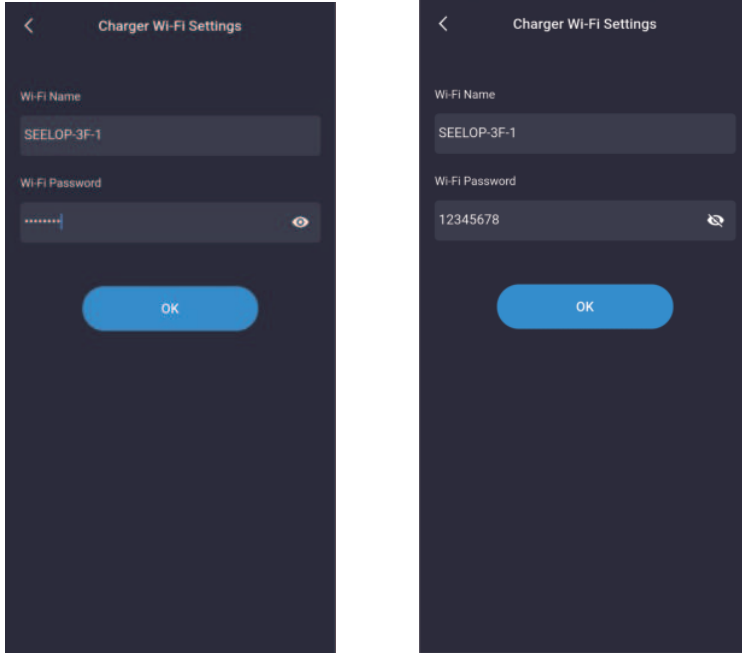 Charger Wi-Fi Settings
Wi-Fi Name
SEELOP-3F-1
Wi-Fi Password
••••••••
OK
Charger Wi-Fi Settings
Wi-Fi Name
SEELOP-3F-1
Wi-Fi Password
12345678
OK